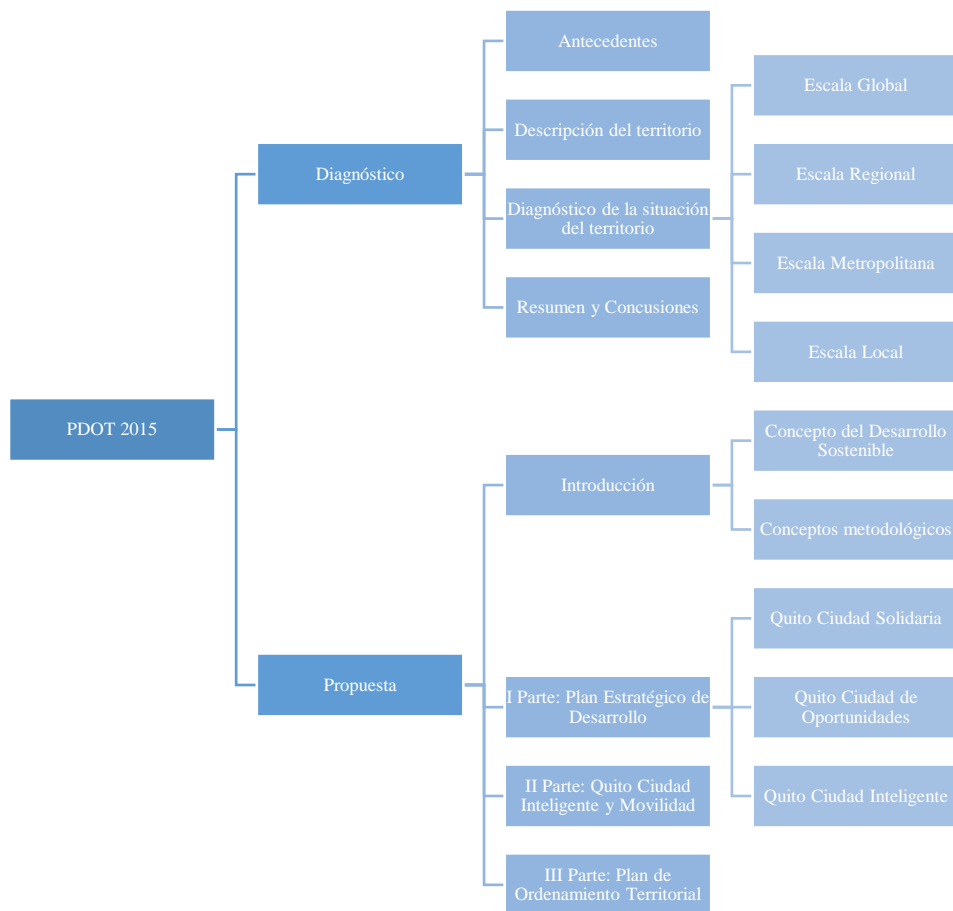 PDOT 2015
Diagnóstico
Antecedentes
Descripción del territorio
Diagnóstico de la situación
del territorio
Escala Global
Escala Regional
Escala Metropolitana
Escala Local
Resumen y Concusiones
Propuesta
Introducción
Concepto del Desarrollo
Sostenible
Conceptos metodológicos
I Parte: Plan Estratégico de
Desarrollo
Quito Ciudad Solidaria
Quito Ciudad de
Oportunidades
Quito Ciudad Inteligente
II Parte: Quito Ciudad
Inteligente y Movilidad
III Parte: Plan de
Ordenamiento Territorial